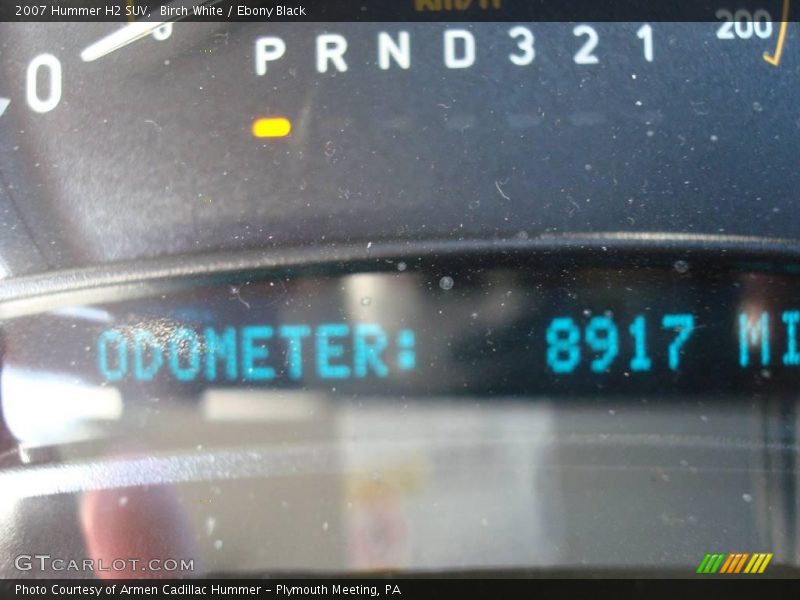 2007 Hummer H2 SUV,  Birch White / Ebony Black
km/h
0
P R N D 3 2 1
200
ODOMETER: 8917 MI
GTCARLOT.COM
Photo Courtesy of Armen Cadillac Hummer - Plymouth Meeting, PA